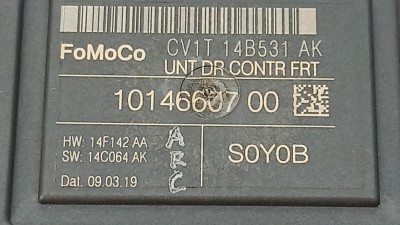 FoMoCo CV1T 14B531 AK
UNT DR CONTR FRT
10146607 00
HW: 14F142 AA
SW: 14C064 AK
Dat. 09.03.19
ARC
S0Y0B